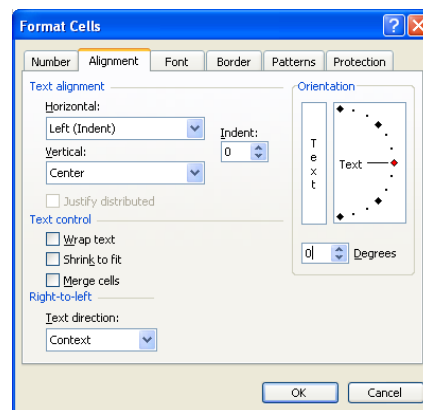 Format Cells
Number Alignment Font Border Patterns Protection
Text alignment
Horizontal:
Left (Indent)
Indent:
0
Vertical:
Center
Justify distributed
Text control
Wrap text
Shrink to fit
Merge cells
Right-to-left
Text direction:
Context
Orientation
Text
Text
0 Degrees
OK Cancel